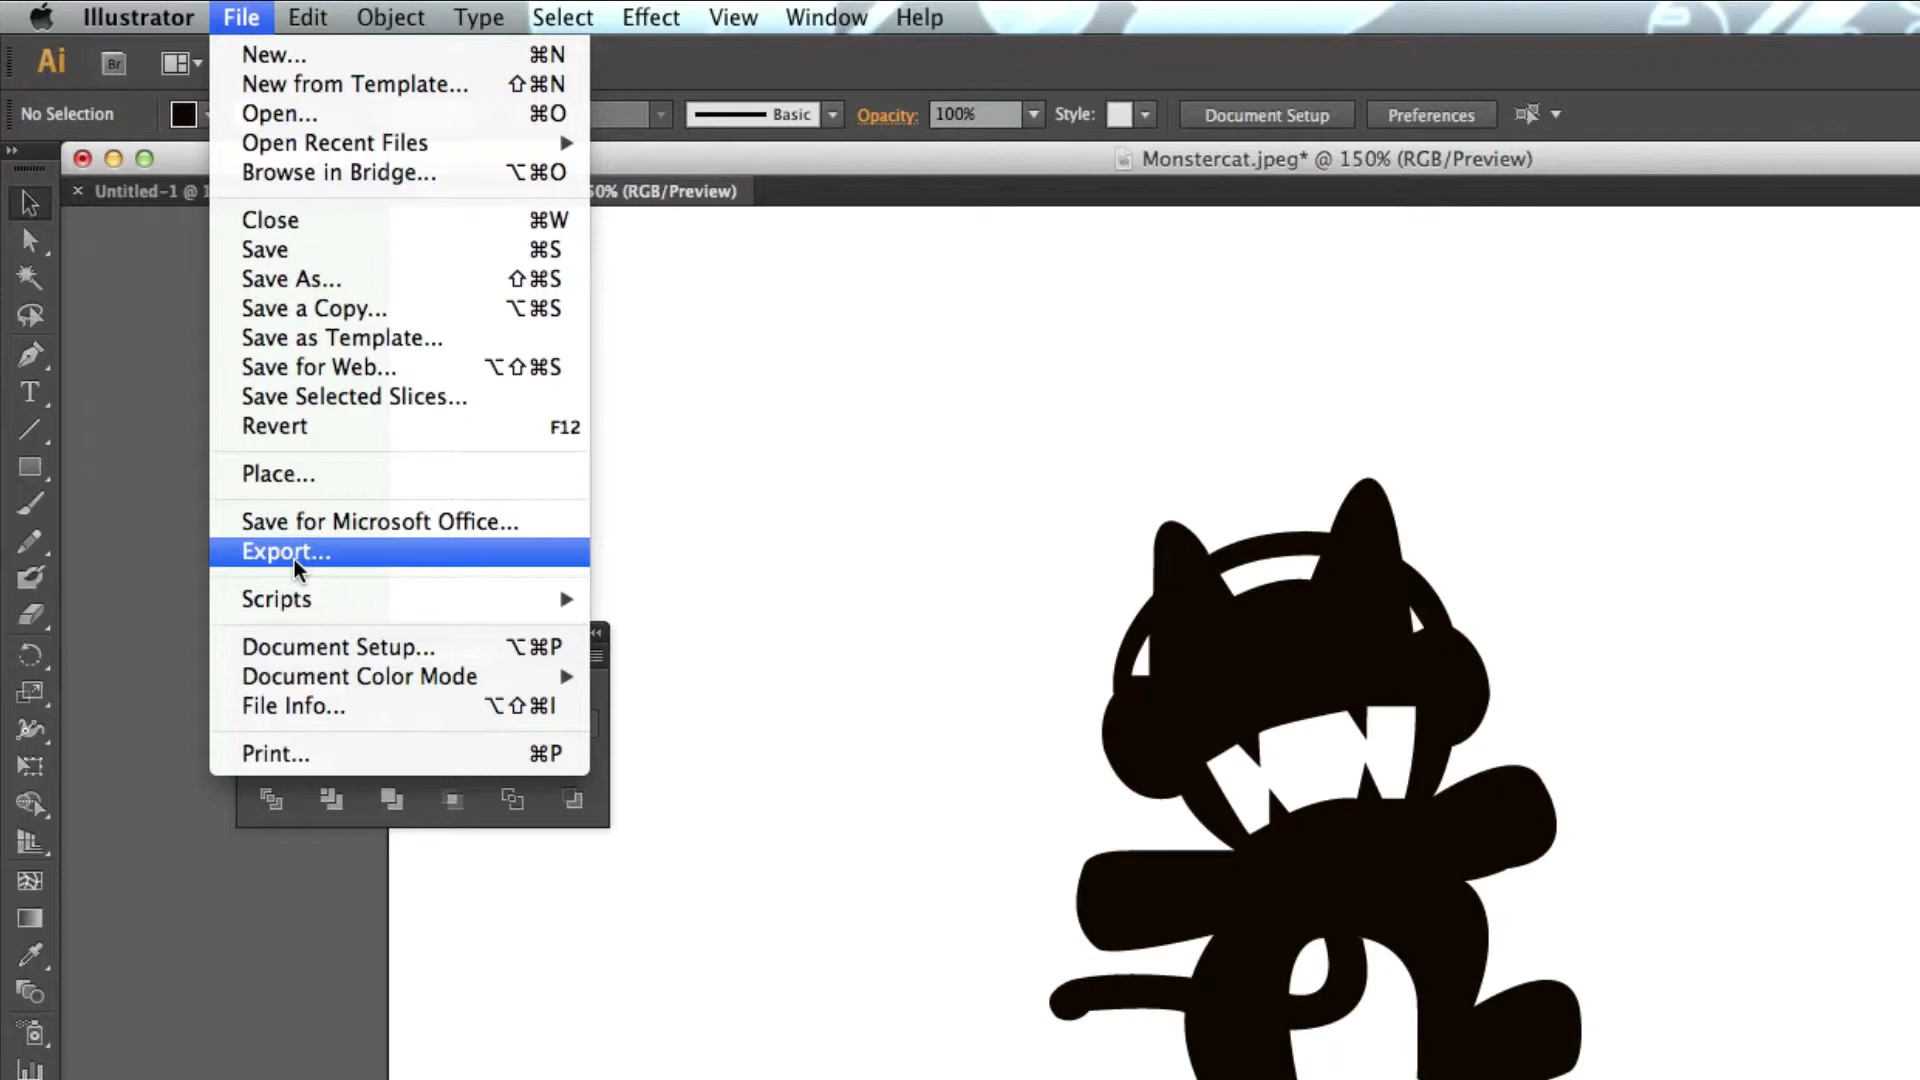 Illustrator File Edit Object Type Select Effect View Window Help
Ai Br
No Selection Basic Opacity: 100% Style: Document Setup Preferences
Monstercat.jpeg* @ 150% (RGB/Preview)
× Untitled-1 @ 1 50% (RGB/Preview)
New... ⌘N
New from Template... ⇧⌘N
Open... ⌘O
Open Recent Files
Browse in Bridge... ⌥⌘O
Close ⌘W
Save ⌘S
Save As... ⇧⌘S
Save a Copy... ⌥⌘S
Save as Template...
Save for Web... ⌥⇧⌘S
Save Selected Slices...
Revert F12
Place...
Save for Microsoft Office...
Export...
Scripts
Document Setup... ⌥⌘P
Document Color Mode
File Info... ⌥⇧⌘I
Print... ⌘P